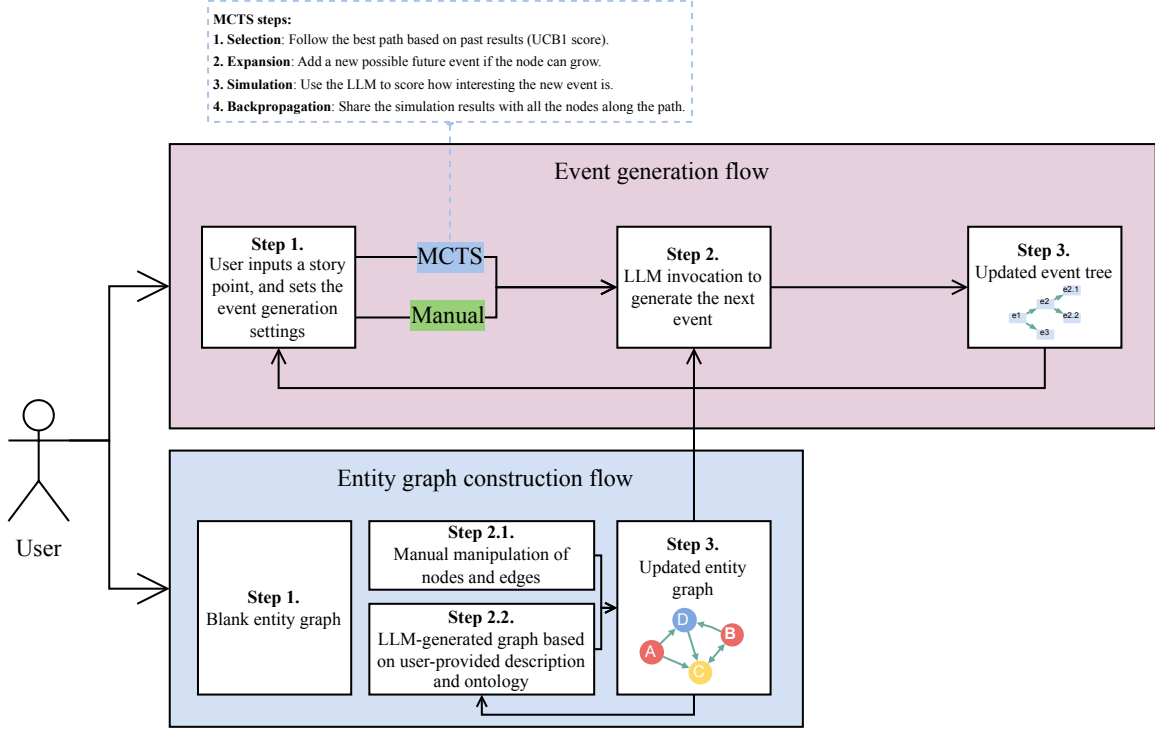 MCTS steps:
1. Selection: Follow the best path based on past results (UCB1 score).
2. Expansion: Add a new possible future event if the node can grow.
3. Simulation: Use the LLM to score how interesting the new event is.
4. Backpropagation: Share the simulation results with all the nodes along the path.
Event generation flow
Step 1.
User inputs a story
point, and sets the
event generation
settings
MCTS
Manual
Step 2.
LLM invocation to
generate the next
event
Step 3.
Updated event tree
e1
e2
e2.1
e2.2
e3
User
Entity graph construction flow
Step 1.
Blank entity graph
Step 2.1.
Manual manipulation of
nodes and edges
Step 2.2.
LLM-generated graph based
on user-provided description
and ontology
Step 3.
Updated entity
graph
D
B
A
C